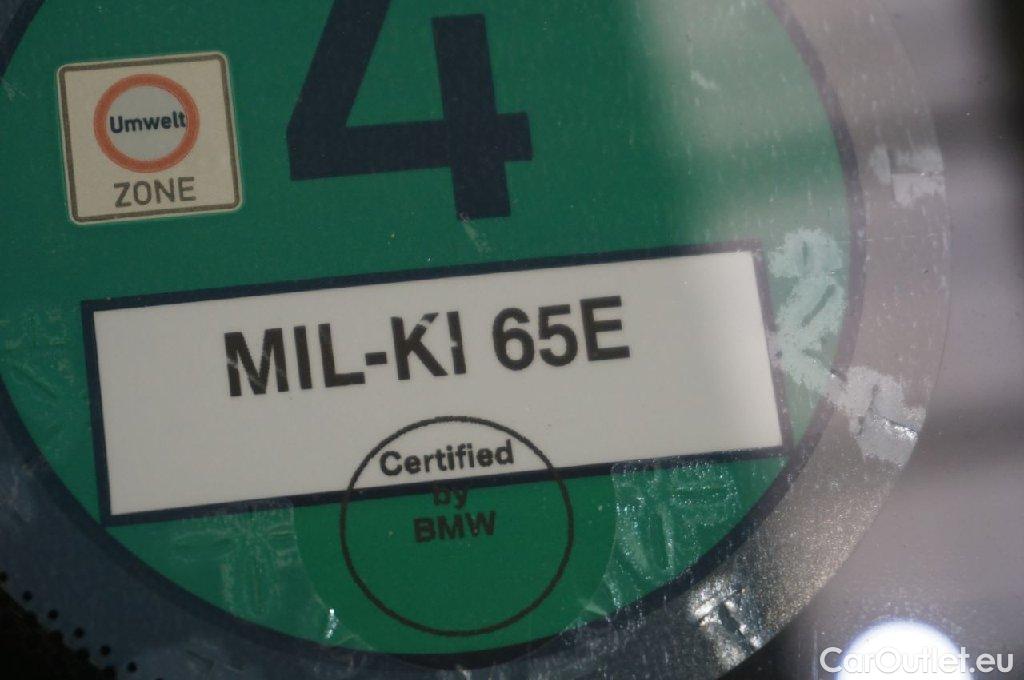 4
Umwelt
ZONE
MIL-KI 65E
Certified
by
BMW
CarOutlet.eu